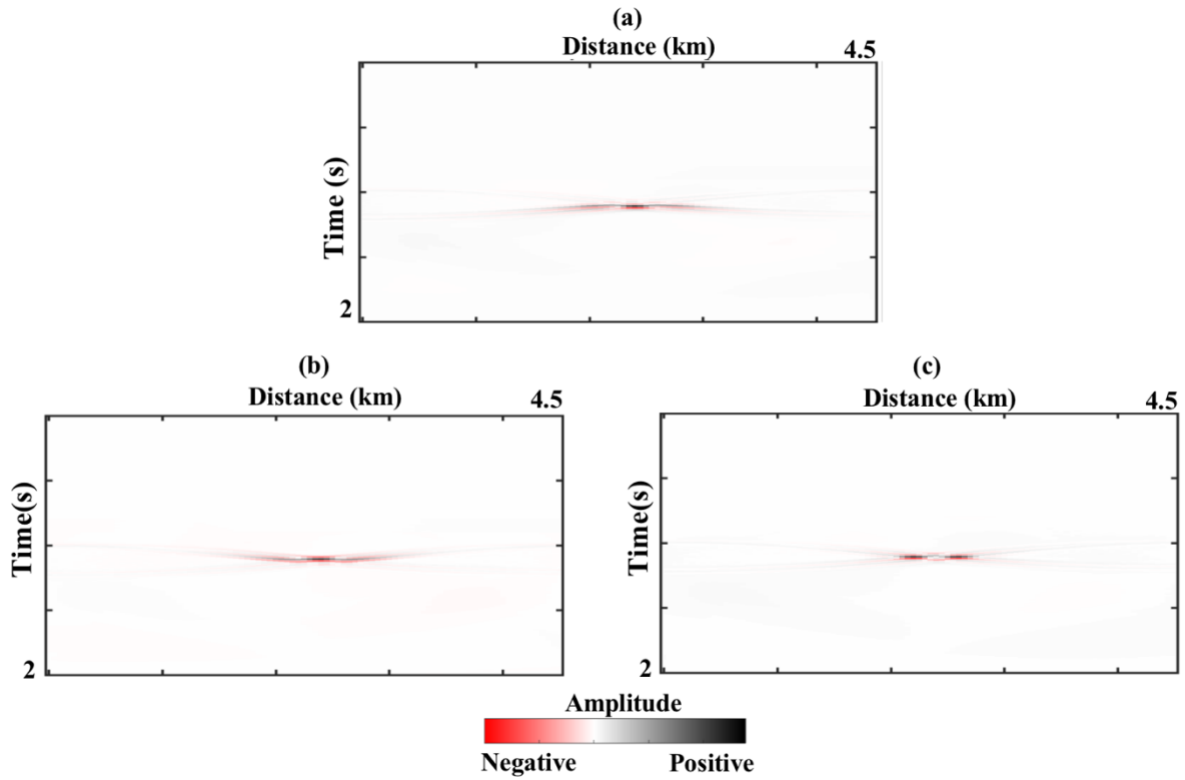 (a)
Distance (km)
4.5
Time (s)
2
(b)
Distance (km)
4.5
Time(s)
2
(c)
Distance (km)
4.5
Time(s)
2
Amplitude
Negative
Positive